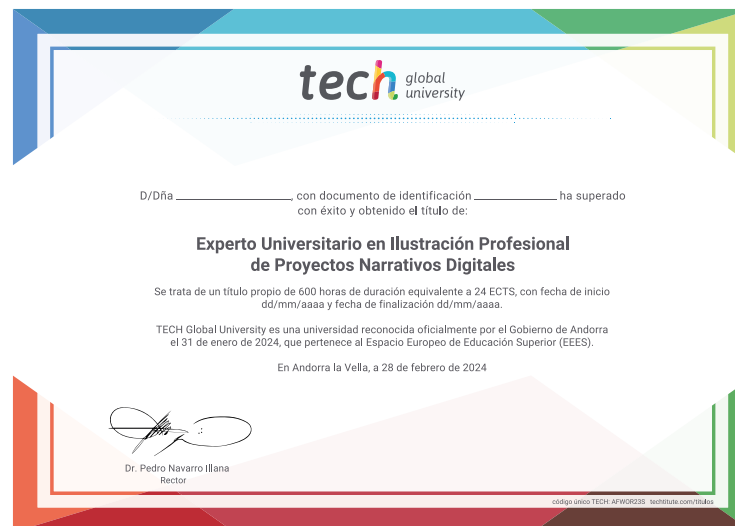 tech global
university
D/Dña ______________, con documento de identificación __________ ha superado
con éxito y obtenido el título de:
Experto Universitario en Ilustración Profesional
de Proyectos Narrativos Digitales
Se trata de un título propio de 600 horas de duración equivalente a 24 ECTS, con fecha de inicio
dd/mm/aaaa y fecha de finalización dd/mm/aaaa.
TECH Global University es una universidad reconocida oficialmente por el Gobierno de Andorra
el 31 de enero de 2024, que pertenece al Espacio Europeo de Educación Superior (EEES).
En Andorra la Vella, a 28 de febrero de 2024
Dr. Pedro Navarro Illana
Rector
código único TECH: AFWOR23S techtitute.com/titulos